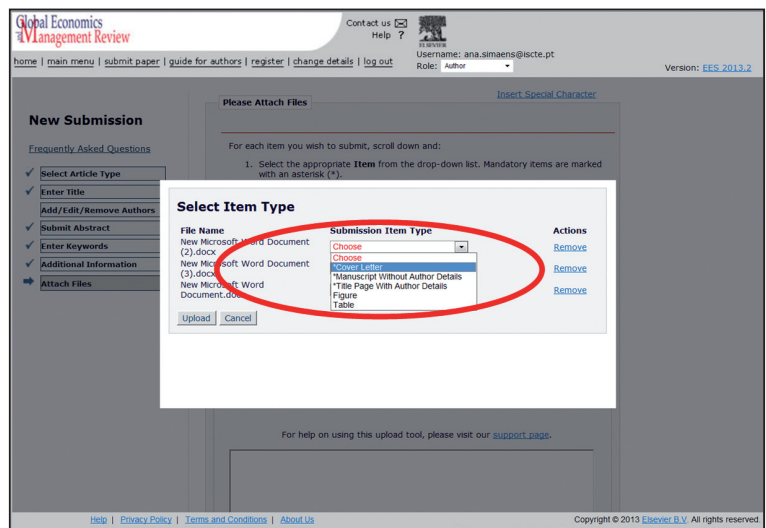 Global Economics
Management Review
Contact us
Help ?
ELSEVIER
home | main menu | submit paper | guide for authors | register | change details | log out
Username: ana.simaens@iscte.pt
Role: Author
Version: EES 2013.2
New Submission
Frequently Asked Questions
Select Article Type
Enter Title
Add/Edit/Remove Authors
Submit Abstract
Enter Keywords
Additional Information
Attach Files
Insert Special Character
Please Attach Files
For each item you wish to submit, scroll down and:
1. Select the appropriate Item from the drop-down list. Mandatory items are marked
with an asterisk (*).
Select Item Type
File Name Submission Item Type Actions
New Microsoft Word Document
(2).docx
Choose
Remove
New Microsoft Word Document
(3).docx
Remove
New Microsoft Word
Document.docx
Remove
Choose
*Cover Letter
*Manuscript Without Author Details
*Title Page With Author Details
Figure
Table
Upload Cancel
For help on using this upload tool, please visit our support page.
Help | Privacy Policy | Terms and Conditions | About Us
Copyright © 2013 Elsevier B.V. All rights reserved.